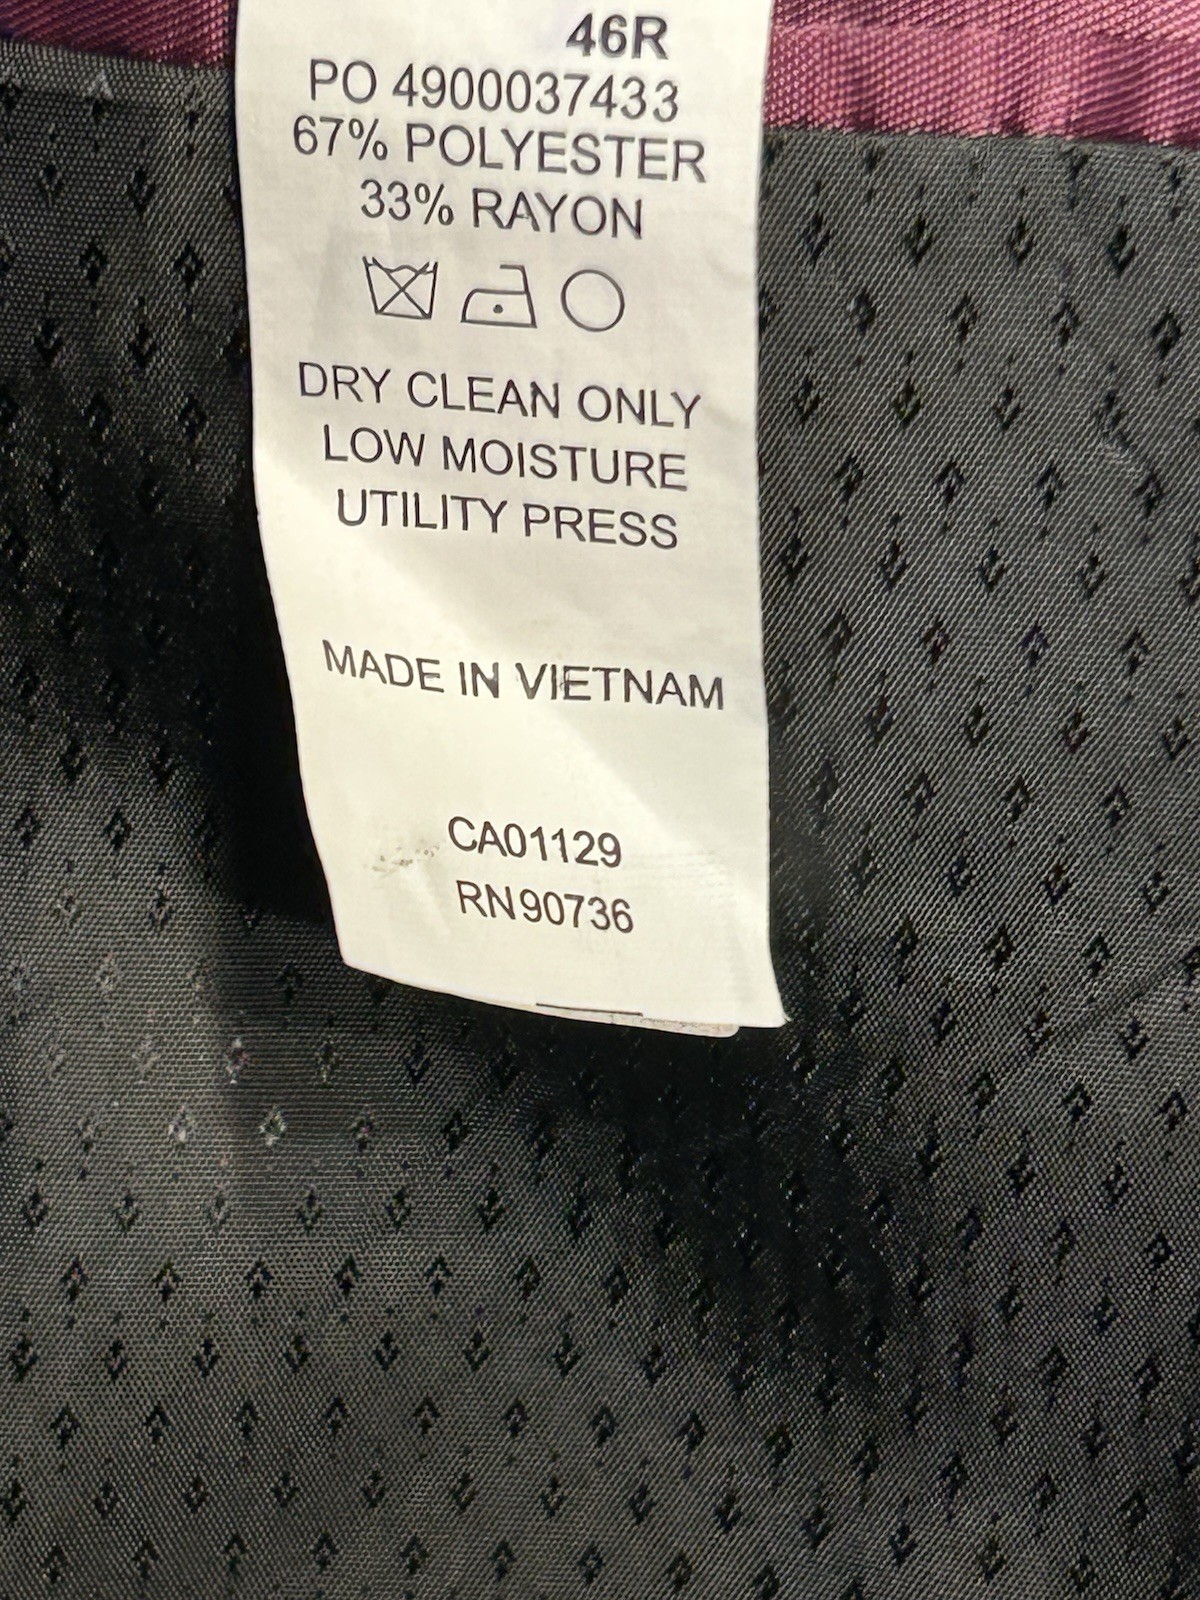 46R
PO 4900037433
67% POLYESTER
33% RAYON
DRY CLEAN ONLY
LOW MOISTURE
UTILITY PRESS
MADE IN VIETNAM
CA01129
RN90736